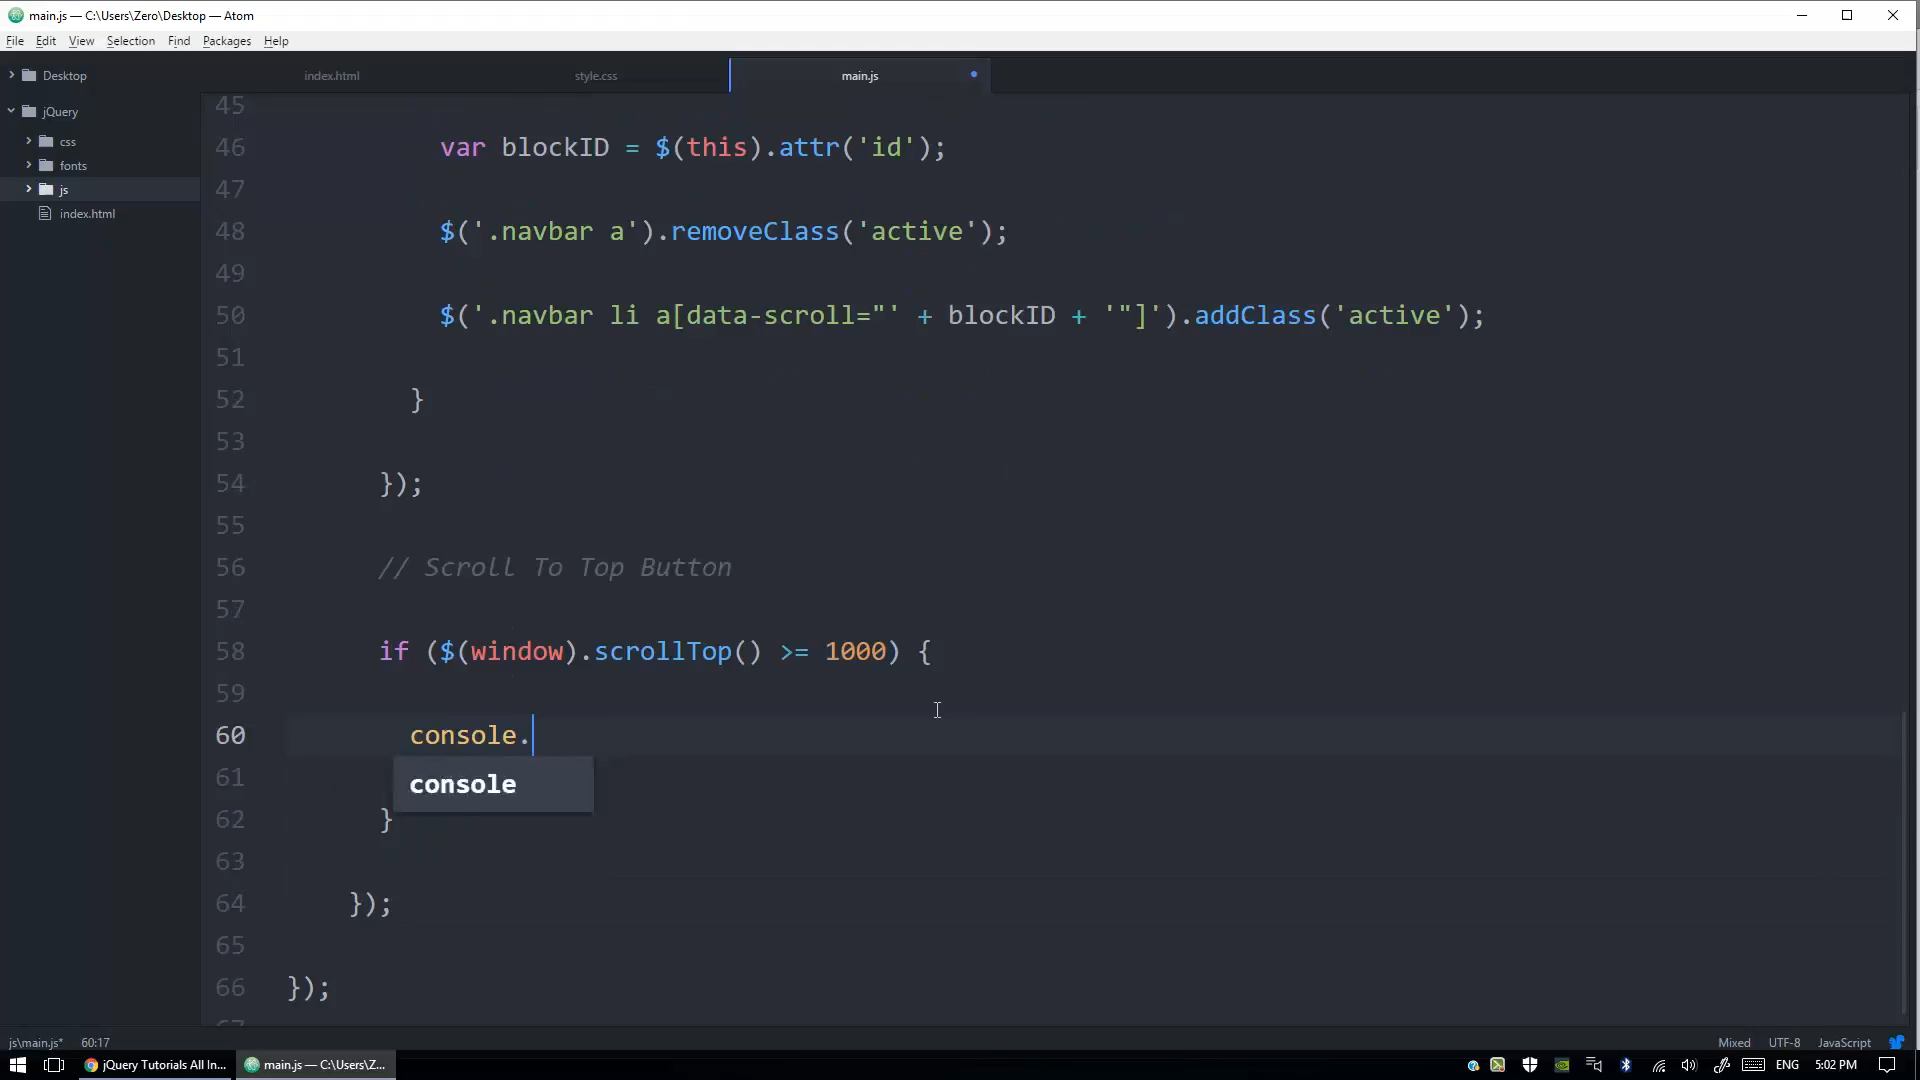 main.js — C:\Users\Zero\Desktop — Atom
File Edit View Selection Find Packages Help
Desktop
index.html style.css main.js
jQuery
css
fonts
js
index.html
45
46 var blockID = $(this).attr('id');
47
48 $('.navbar a').removeClass('active');
49
50 $('.navbar li a[data-scroll="' + blockID + '"]').addClass('active');
51
52 }
53
54 });
55
56 // Scroll To Top Button
57
58 if ($(window).scrollTop() >= 1000) {
59
60 console.
61 console
62 }
63
64 });
65
66 });
67
js\main.js* 60:17 Mixed UTF-8 JavaScript
jQuery Tutorials All In... main.js — C:\Users\Z... ENG 5:02 PM